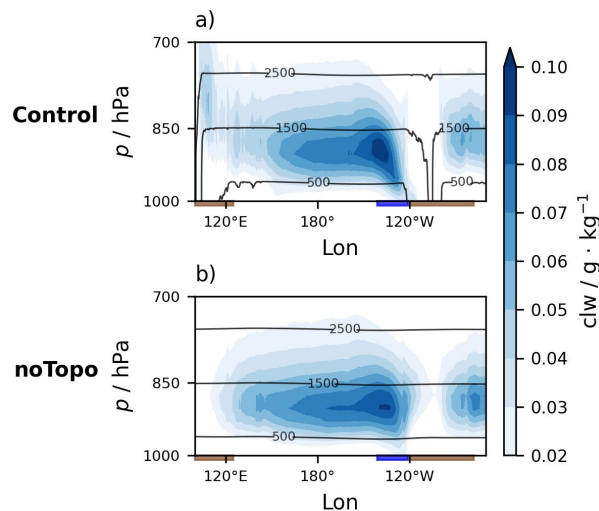 a)
Control
p / hPa
700
850
1000
2500
1500
1500
500
500
120°E
180°
120°W
Lon
b)
noTopo
p / hPa
700
850
1000
2500
1500
500
120°E
180°
120°W
Lon
0.10
0.09
0.08
0.07
0.06
0.05
0.04
0.03
0.02
clw / g · kg⁻¹